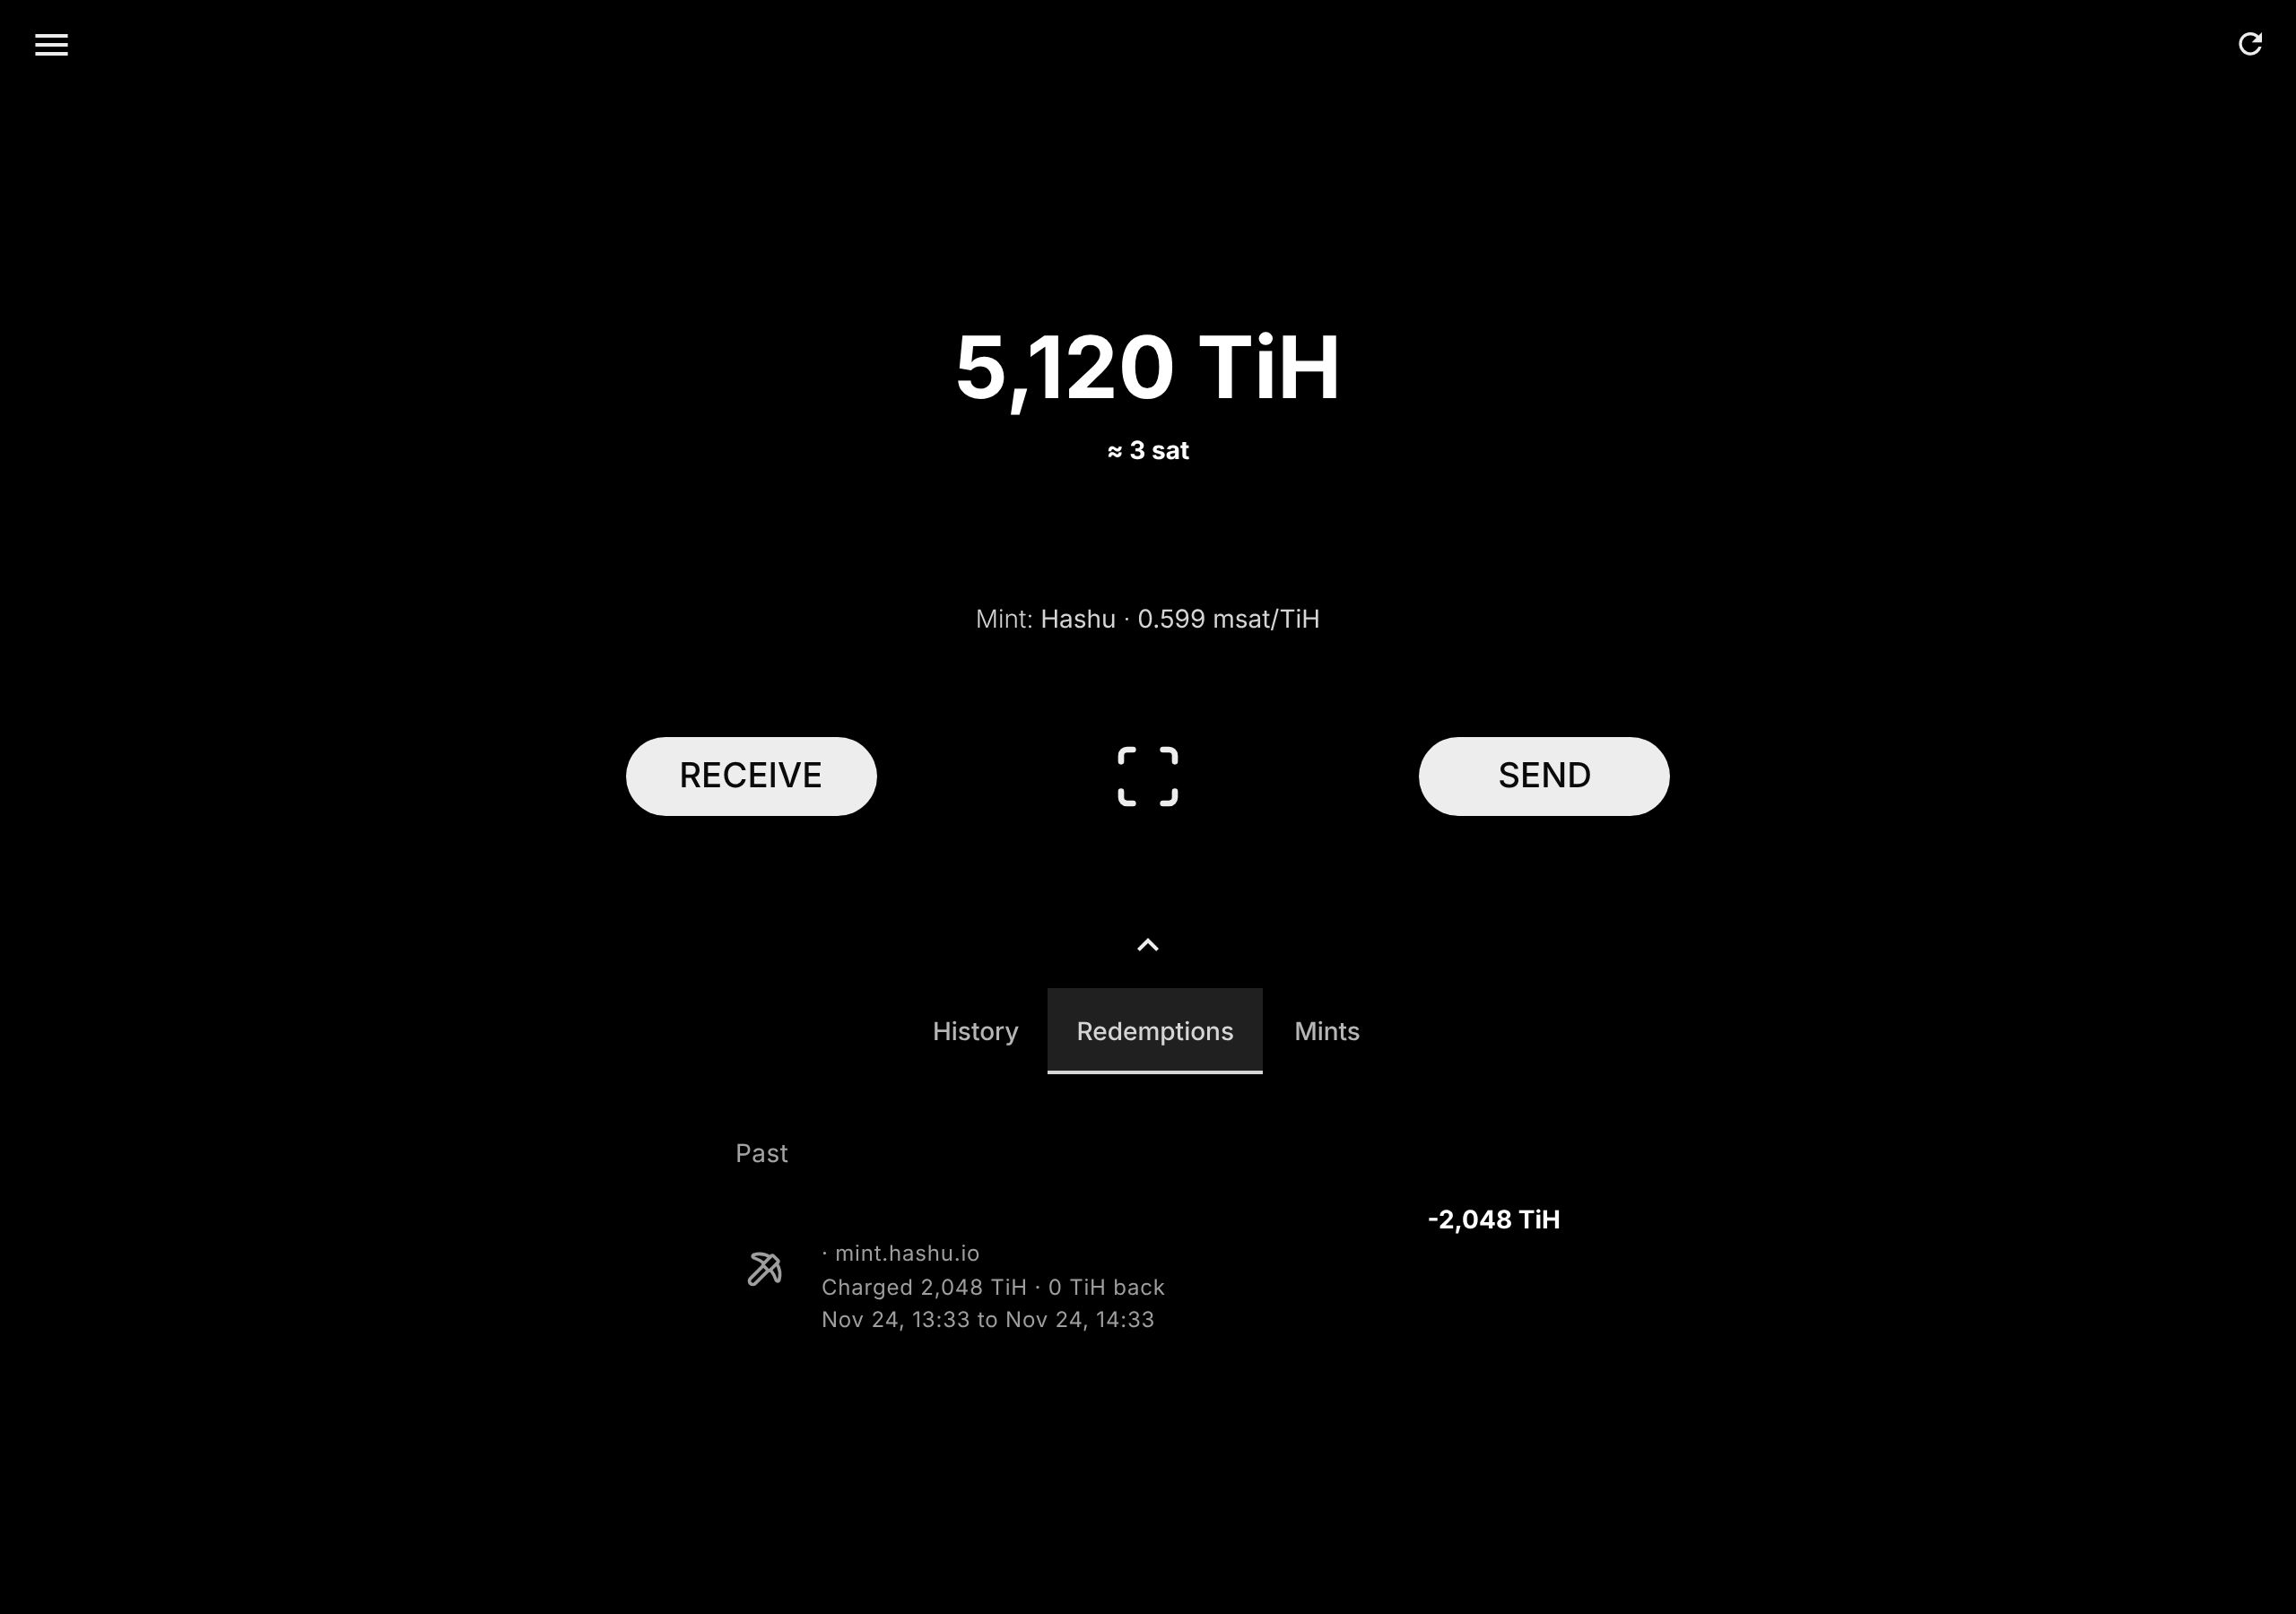 5,120 TiH
≈ 3 sat
Mint: Hashu · 0.599 msat/TiH
RECEIVE
SEND
History
Redemptions
Mints
Past
-2,048 TiH
· mint.hashu.io
Charged 2,048 TiH · 0 TiH back
Nov 24, 13:33 to Nov 24, 14:33